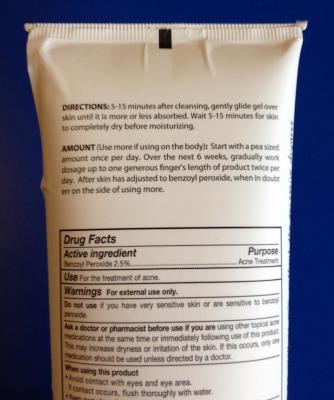 DIRECTIONS: 5-15 minutes after cleansing, gently glide gel over
skin until it is more or less absorbed. Wait 5-15 minutes for skin
to completely dry before moisturizing.
AMOUNT (Use more if using on the body): Start with a pea sized
amount once per day. Over the next 6 weeks, gradually work
dosage up to one generous finger's length of product twice per
day. After skin has adjusted to benzoyl peroxide, when in doubt
err on the side of using more.
Drug Facts
Active ingredient Purpose
Benzoyl Peroxide 2.5%........................................ Acne Treatment
Use For the treatment of acne.
Warnings For external use only.
Do not use if you have very sensitive skin or are sensitive to benzoyl
peroxide.
Ask a doctor or pharmacist before use if you are using other topical acne
medications at the same time or immediately following use of this product.
This may increase dryness or irritation of the skin. If this occurs, only one
medication should be used unless directed by a doctor.
When using this product
• Avoid contact with eyes and eye area.
If contact occurs, flush thoroughly with water.